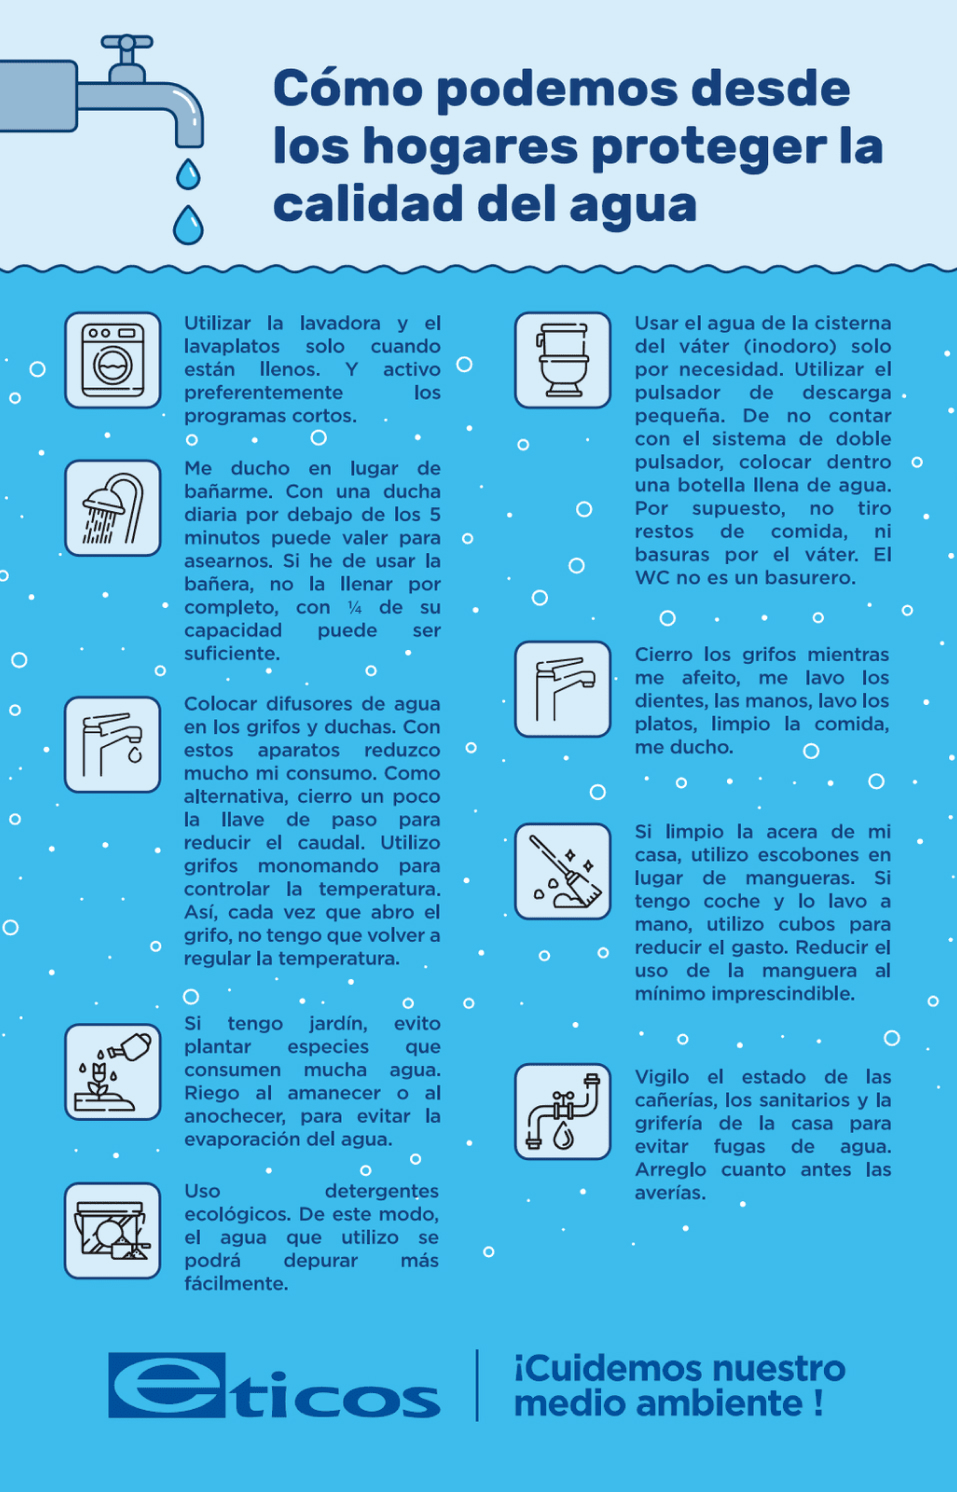 Cómo podemos desde
los hogares proteger la
calidad del agua
Utilizar la lavadora y el
lavaplatos solo cuando
están llenos. Y activo
preferentemente los
programas cortos.
Me ducho en lugar de
bañarme. Con una ducha
diaria por debajo de los 5
minutos puede valer para
asearnos. Si he de usar la
bañera, no la llenar por
completo, con ¼ de su
capacidad puede ser
suficiente.
Colocar difusores de agua
en los grifos y duchas. Con
estos aparatos reduzco
mucho mi consumo. Como
alternativa, cierro un poco
la llave de paso para
reducir el caudal. Utilizo
grifos monomando para
controlar la temperatura.
Así, cada vez que abro el
grifo, no tengo que volver a
regular la temperatura.
Si tengo jardín, evito
plantar especies que
consumen mucha agua.
Riego al amanecer o al
anochecer, para evitar la
evaporación del agua.
Uso detergentes
ecológicos. De este modo,
el agua que utilizo se
podrá depurar más
fácilmente.
Usar el agua de la cisterna
del váter (inodoro) solo
por necesidad. Utilizar el
pulsador de descarga
pequeña. De no contar
con el sistema de doble
pulsador, colocar dentro
una botella llena de agua.
Por supuesto, no tiro
restos de comida, ni
basuras por el váter. El
WC no es un basurero.
Cierro los grifos mientras
me afeito, me lavo los
dientes, las manos, lavo los
platos, limpio la comida,
me ducho.
Si limpio la acera de mi
casa, utilizo escobones en
lugar de mangueras. Si
tengo coche y lo lavo a
mano, utilizo cubos para
reducir el gasto. Reducir el
uso de la manguera al
mínimo imprescindible.
Vigilo el estado de las
cañerías, los sanitarios y la
grifería de la casa para
evitar fugas de agua.
Arreglo cuanto antes las
averías.
eticos
¡Cuidemos nuestro
medio ambiente !